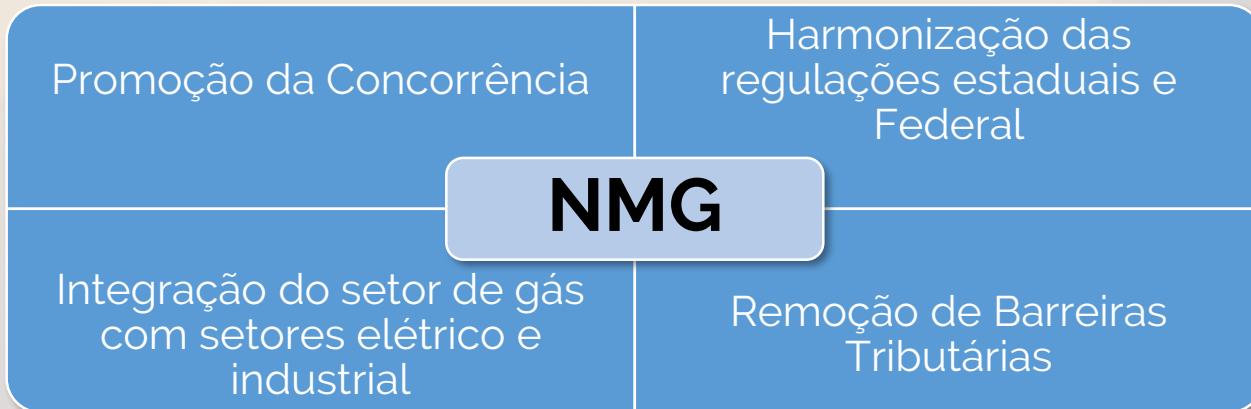 Promoção da Concorrência
Harmonização das
regulações estaduais e
Federal
NMG
Integração do setor de gás
com setores elétrico e
industrial
Remoção de Barreiras
Tributárias